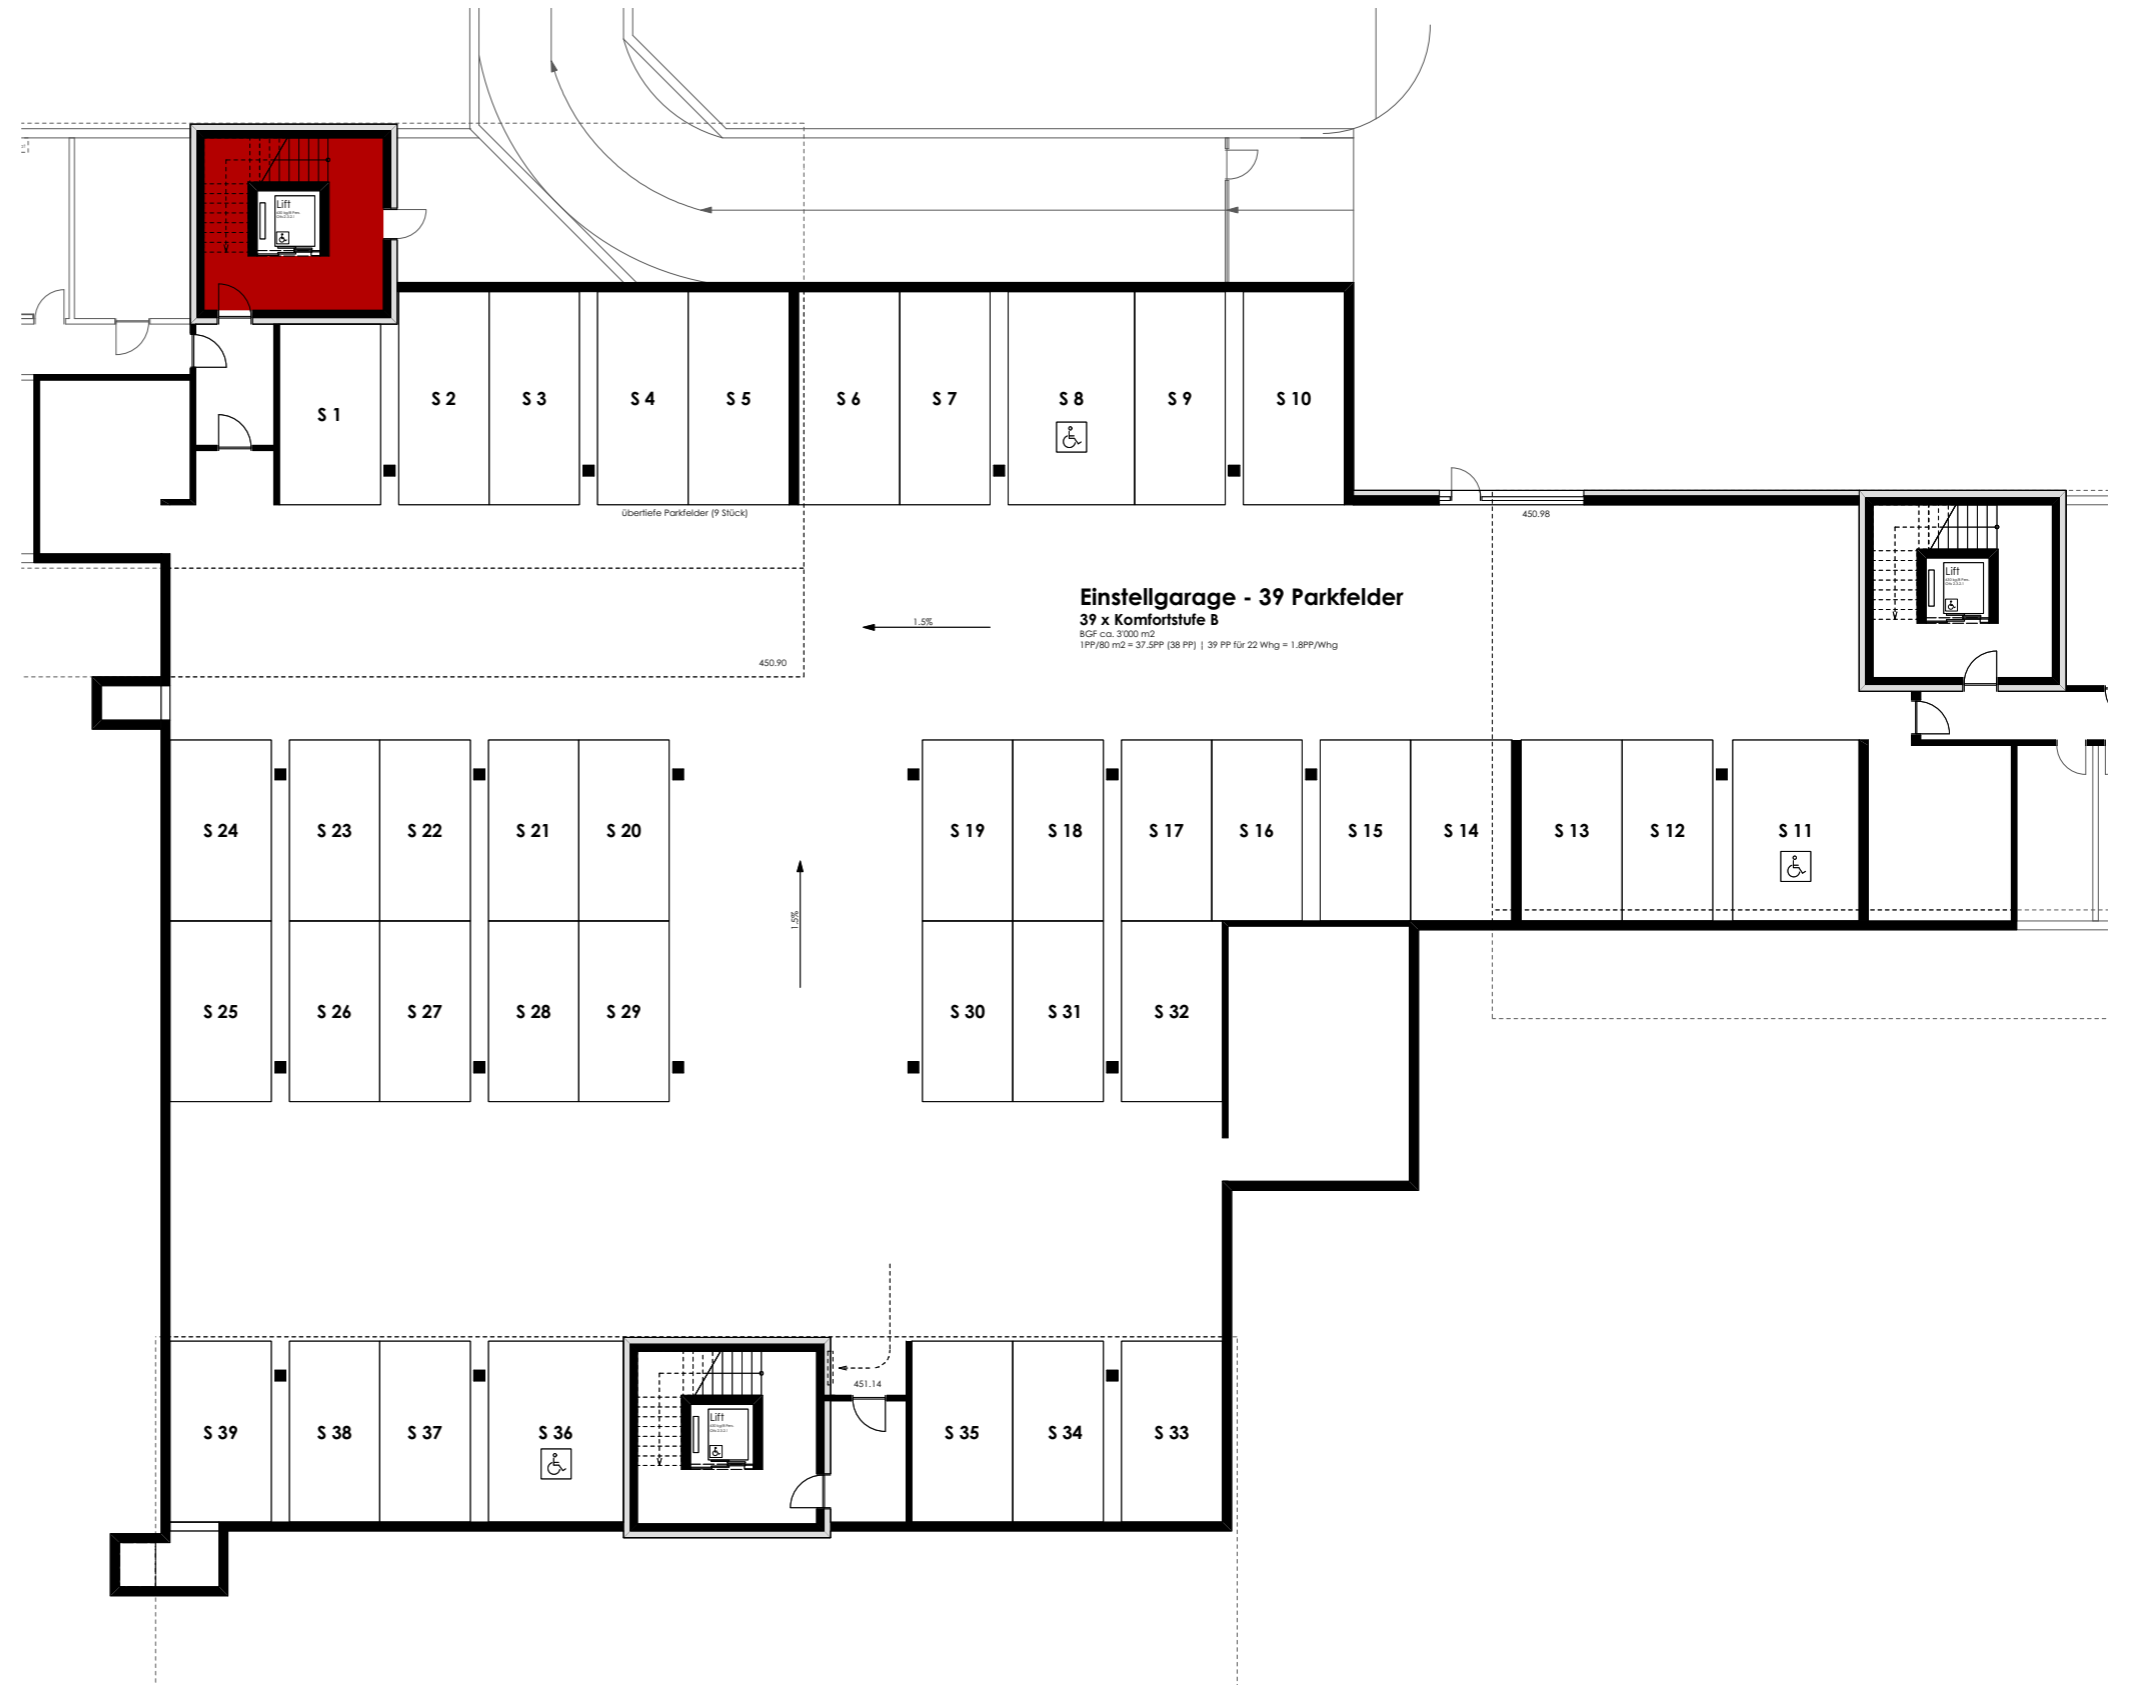 Lift
S 1
S 2
S 3
S 4
S 5
S 6
S 7
S 8
S 9
S 10
übertiefe Parkfelder (9 Stück)
450.98
Einstellgarage - 39 Parkfelder
39 x Komfortstufe B
BGF ca. 3'000 m2
1PP/80 m2 = 37.5PP (38 PP) | 39 PP für 22 Whg = 1.8PP/Whg
Lift
1.5%
450.90
S 24
S 23
S 22
S 21
S 20
S 19
S 18
S 17
S 16
S 15
S 14
S 13
S 12
S 11
1.5%
S 25
S 26
S 27
S 28
S 29
S 30
S 31
S 32
451.14
Lift
S 39
S 38
S 37
S 36
S 35
S 34
S 33